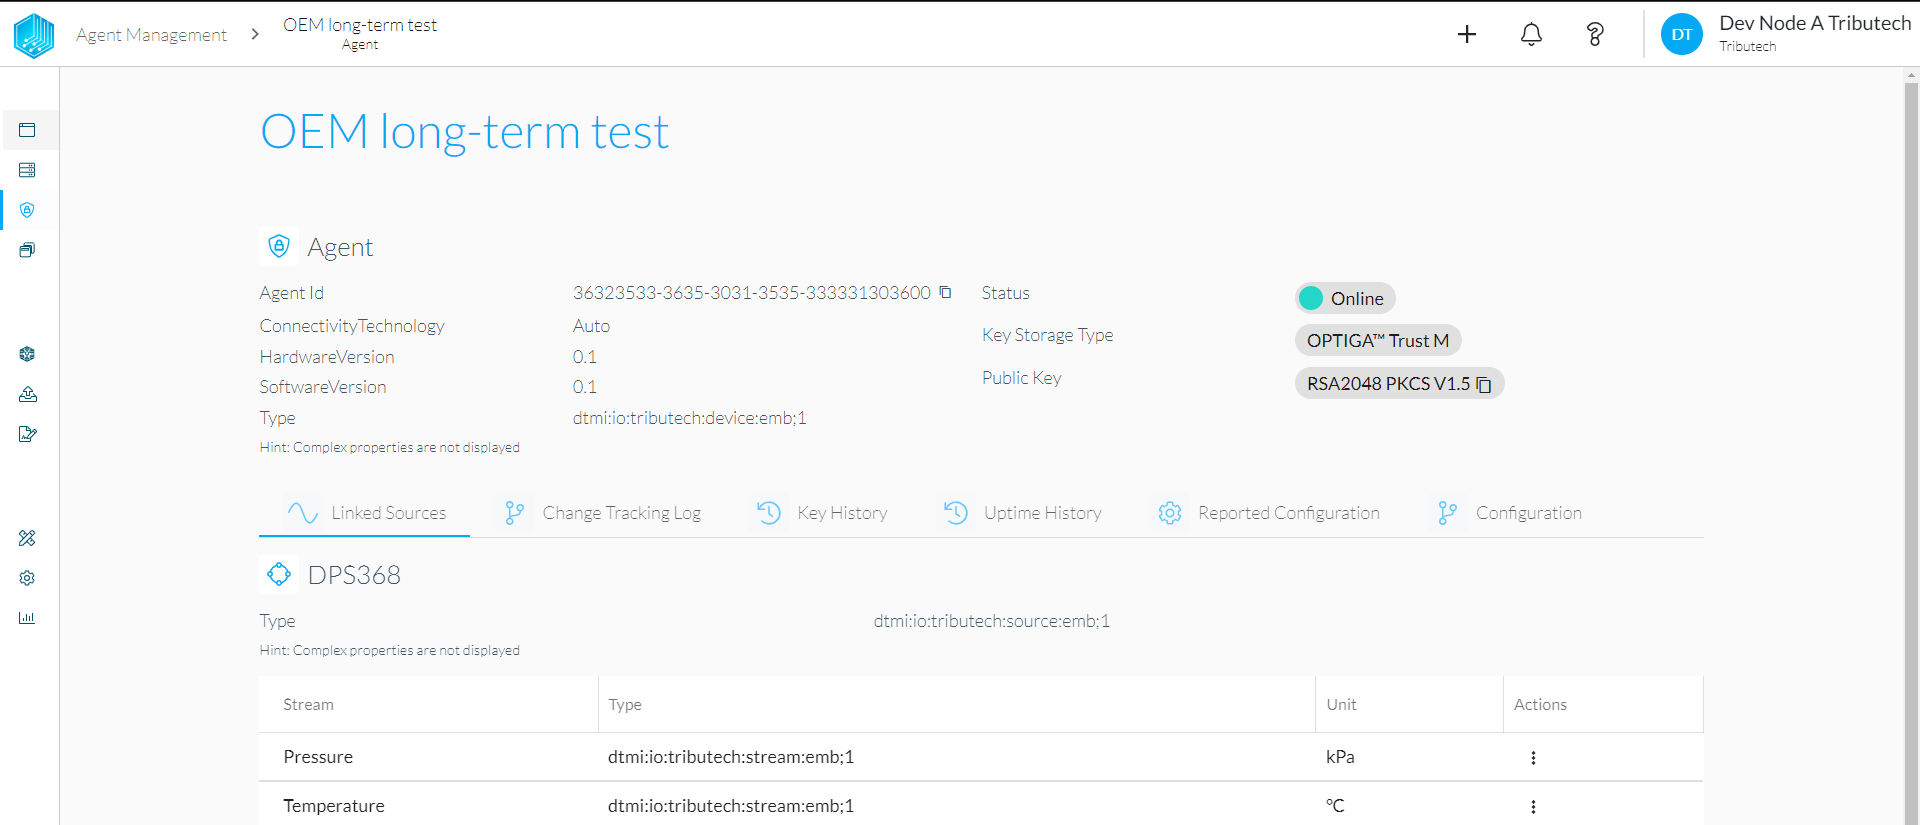 Agent Management
OEM long-term test
Agent
DT
Dev Node A Tributech
Tributech
OEM long-term test
Agent
Agent Id 36323533-3635-3031-3535-333331303600
ConnectivityTechnology Auto
HardwareVersion 0.1
SoftwareVersion 0.1
Type dtmi:io:tributech:device:emb;1
Hint: Complex properties are not displayed
Status Online
Key Storage Type OPTIGA™ Trust M
Public Key RSA2048 PKCS V1.5
Linked Sources Change Tracking Log Key History Uptime History Reported Configuration Configuration
DPS368
Type dtmi:io:tributech:source:emb;1
Hint: Complex properties are not displayed
Stream Type Unit Actions
Pressure dtmi:io:tributech:stream:emb;1 kPa
Temperature dtmi:io:tributech:stream:emb;1 °C